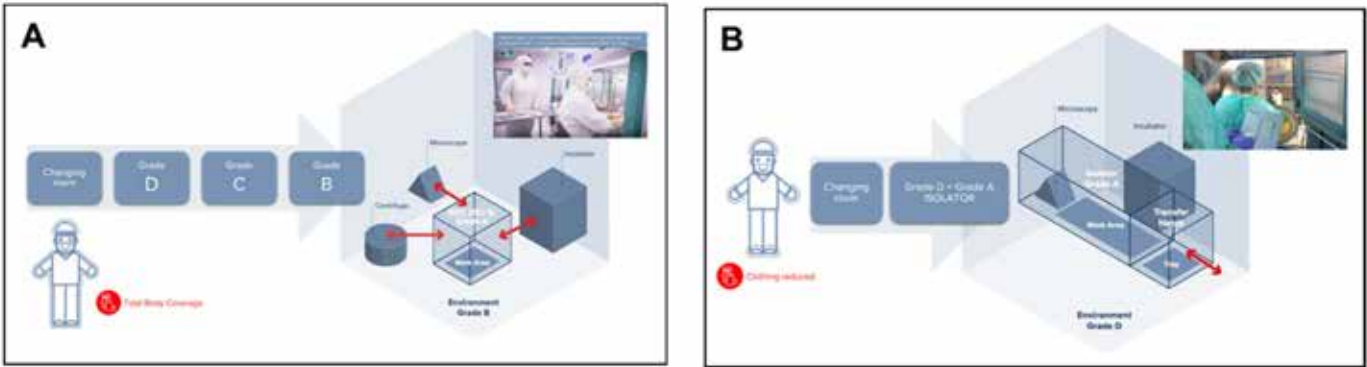 A
Changing
room
Grade
D
Grade
C
Grade
B
Microscope
Incubator
Centrifuge
Work Area
Environment
Grade B
Total Body Coverage
B
Changing
room
Grade D + Grade A
ISOLATOR
Microscope
Incubator
Isolator
Grade A
Work Area
Transfer
Environment
Grade D
Clothing reduced